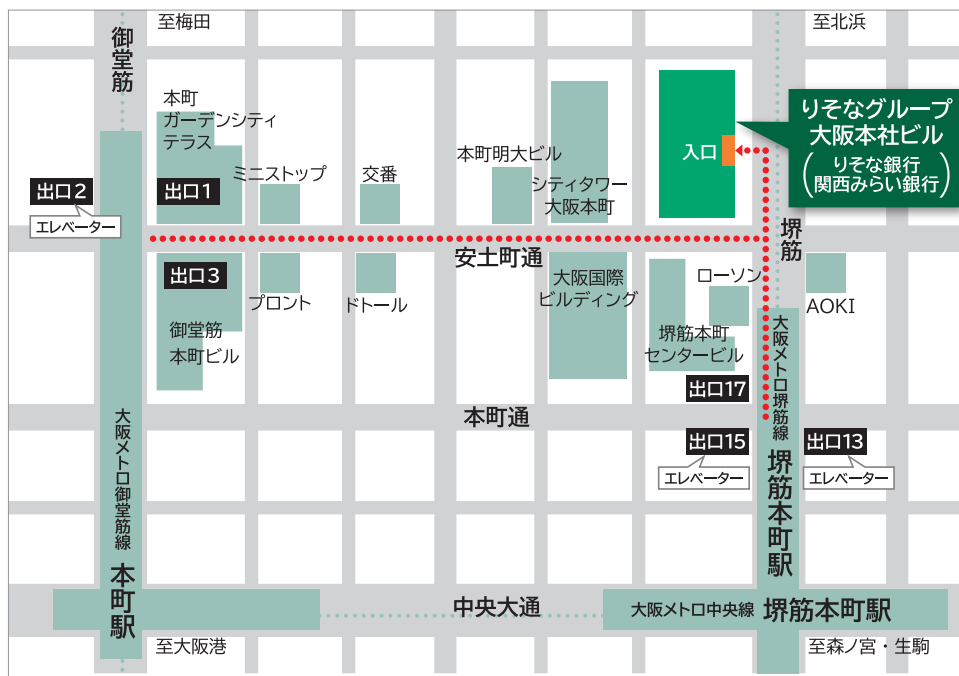 至梅田
至北浜
御堂筋
本町
ガーデンシティ
テラス
りそなグループ
大阪本社ビル
りそな銀行
関西みらい銀行
入口
本町明大ビル
ミニストップ
交番
シティタワー
大阪本町
出口2
エレベーター
出口1
堺筋
安土町通
出口3
プロント
ドトール
大阪国際
ビルディング
ローソン
AOKI
御堂筋
本町ビル
堺筋本町
センタービル
大阪メトロ堺筋線
出口17
本町通
大阪メトロ御堂筋線
出口15
エレベーター
出口13
エレベーター
堺筋本町駅
本町駅
中央大通
大阪メトロ中央線
堺筋本町駅
至大阪港
至森ノ宮・生駒